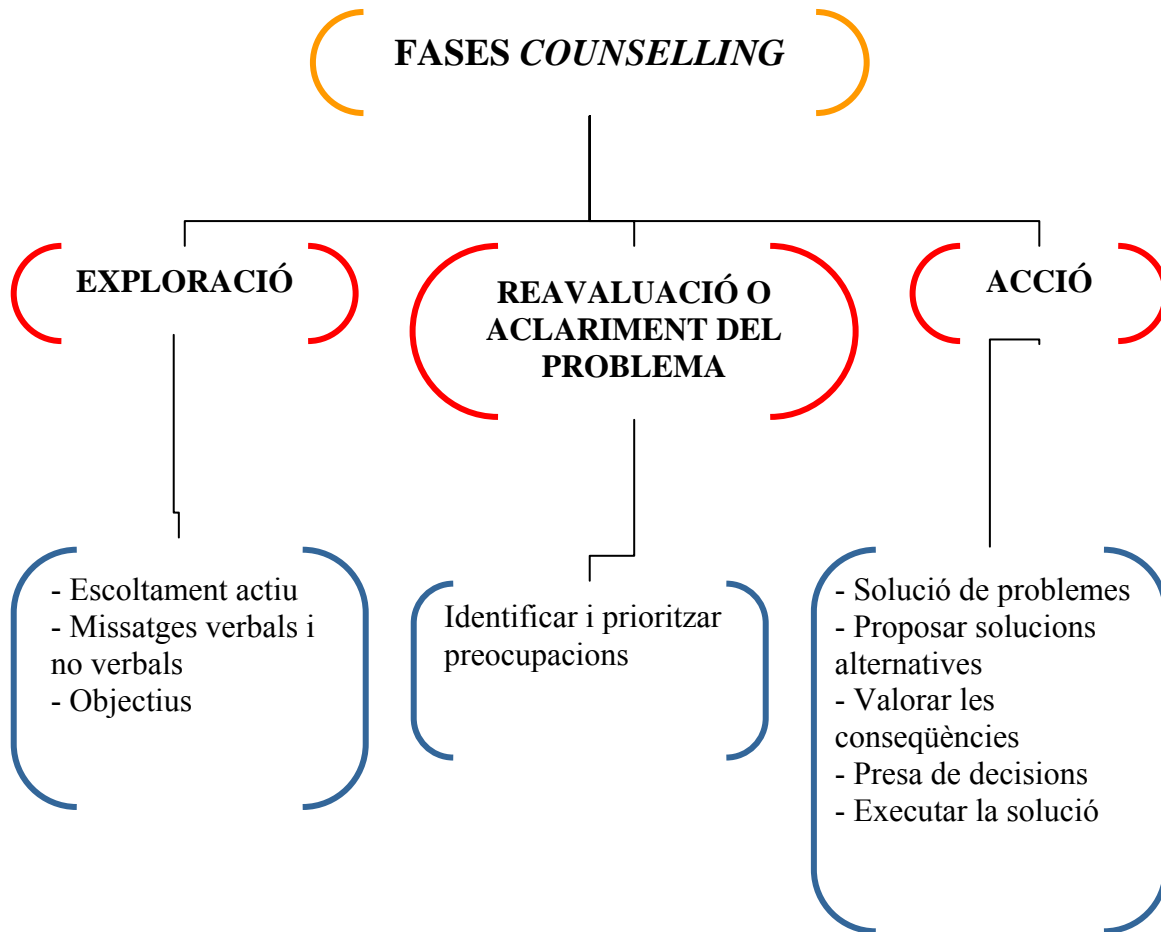 FASES COUNSELLING
EXPLORACIÓ
REAVALUACIÓ O
ACLARIMENT DEL
PROBLEMA
ACCIÓ
- Escoltament actiu
- Missatges verbals i
no verbals
- Objectius
Identificar i prioritzar
preocupacions
- Solució de problemes
- Proposar solucions
alternatives
- Valorar les
conseqüències
- Presa de decisions
- Executar la solució